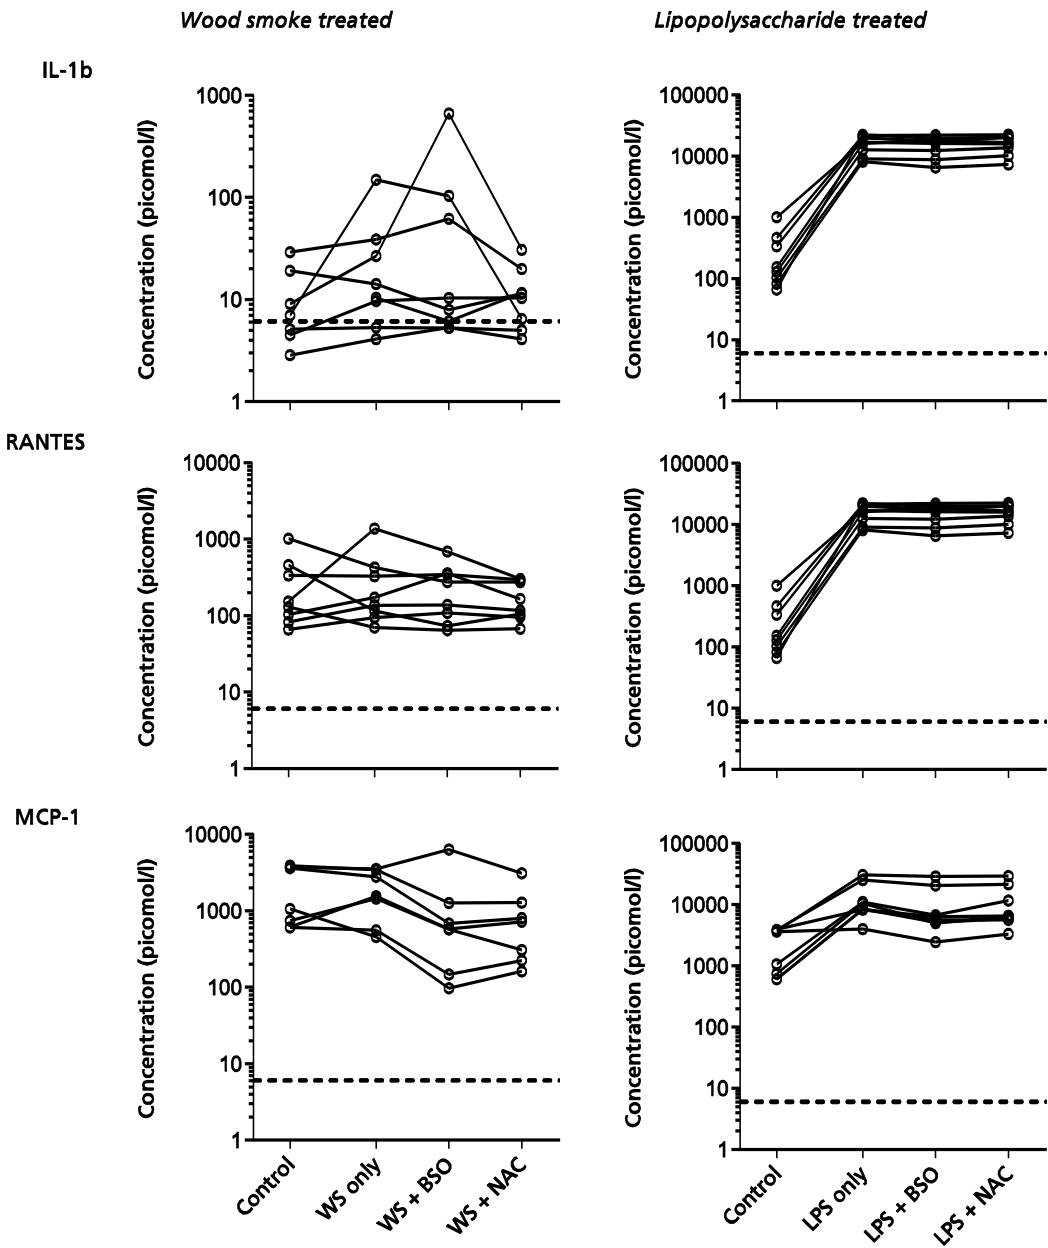 Wood smoke treated
Lipopolysaccharide treated
IL-1b
Concentration (picomol/l)
1000
100
10
1
Concentration (picomol/l)
100000
10000
1000
100
10
1
RANTES
Concentration (picomol/l)
10000
1000
100
10
1
Concentration (picomol/l)
100000
10000
1000
100
10
1
MCP-1
Concentration (picomol/l)
10000
1000
100
10
1
Control
WS only
WS + BSO
WS + NAC
Concentration (picomol/l)
100000
10000
1000
100
10
1
Control
LPS only
LPS + BSO
LPS + NAC